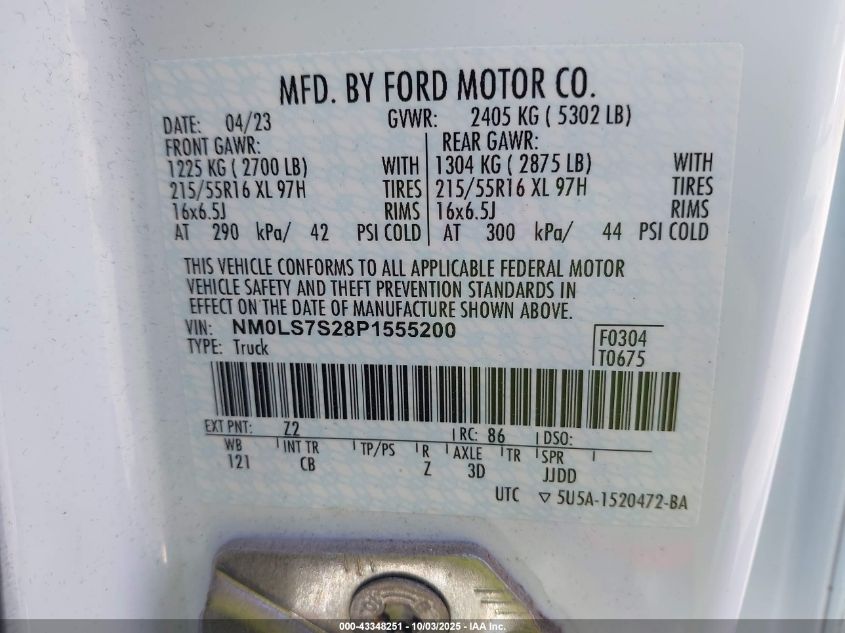 MFD. BY FORD MOTOR CO.
DATE: 04/23 GVWR: 2405 KG ( 5302 LB)
FRONT GAWR: REAR GAWR:
1225 KG ( 2700 LB) WITH 1304 KG ( 2875 LB) WITH
215/55R16 XL 97H TIRES 215/55R16 XL 97H TIRES
16x6.5J RIMS 16x6.5J RIMS
AT 290 kPa/ 42 PSI COLD AT 300 kPa/ 44 PSI COLD
THIS VEHICLE CONFORMS TO ALL APPLICABLE FEDERAL MOTOR
VEHICLE SAFETY AND THEFT PREVENTION STANDARDS IN
EFFECT ON THE DATE OF MANUFACTURE SHOWN ABOVE.
VIN: NM0LS7S28P1555200
TYPE: Truck
F0304
T0675
EXT PNT: Z2 RC: 86 DSO:
WB INT TR TP/PS R AXLE TR SPR
121 CB Z 3D JJDD
UTC ▽ 5U5A-1520472-BA
000-43348251 - 10/03/2025 - Copyright © 2025 IAA, Inc. All Rights Reserved